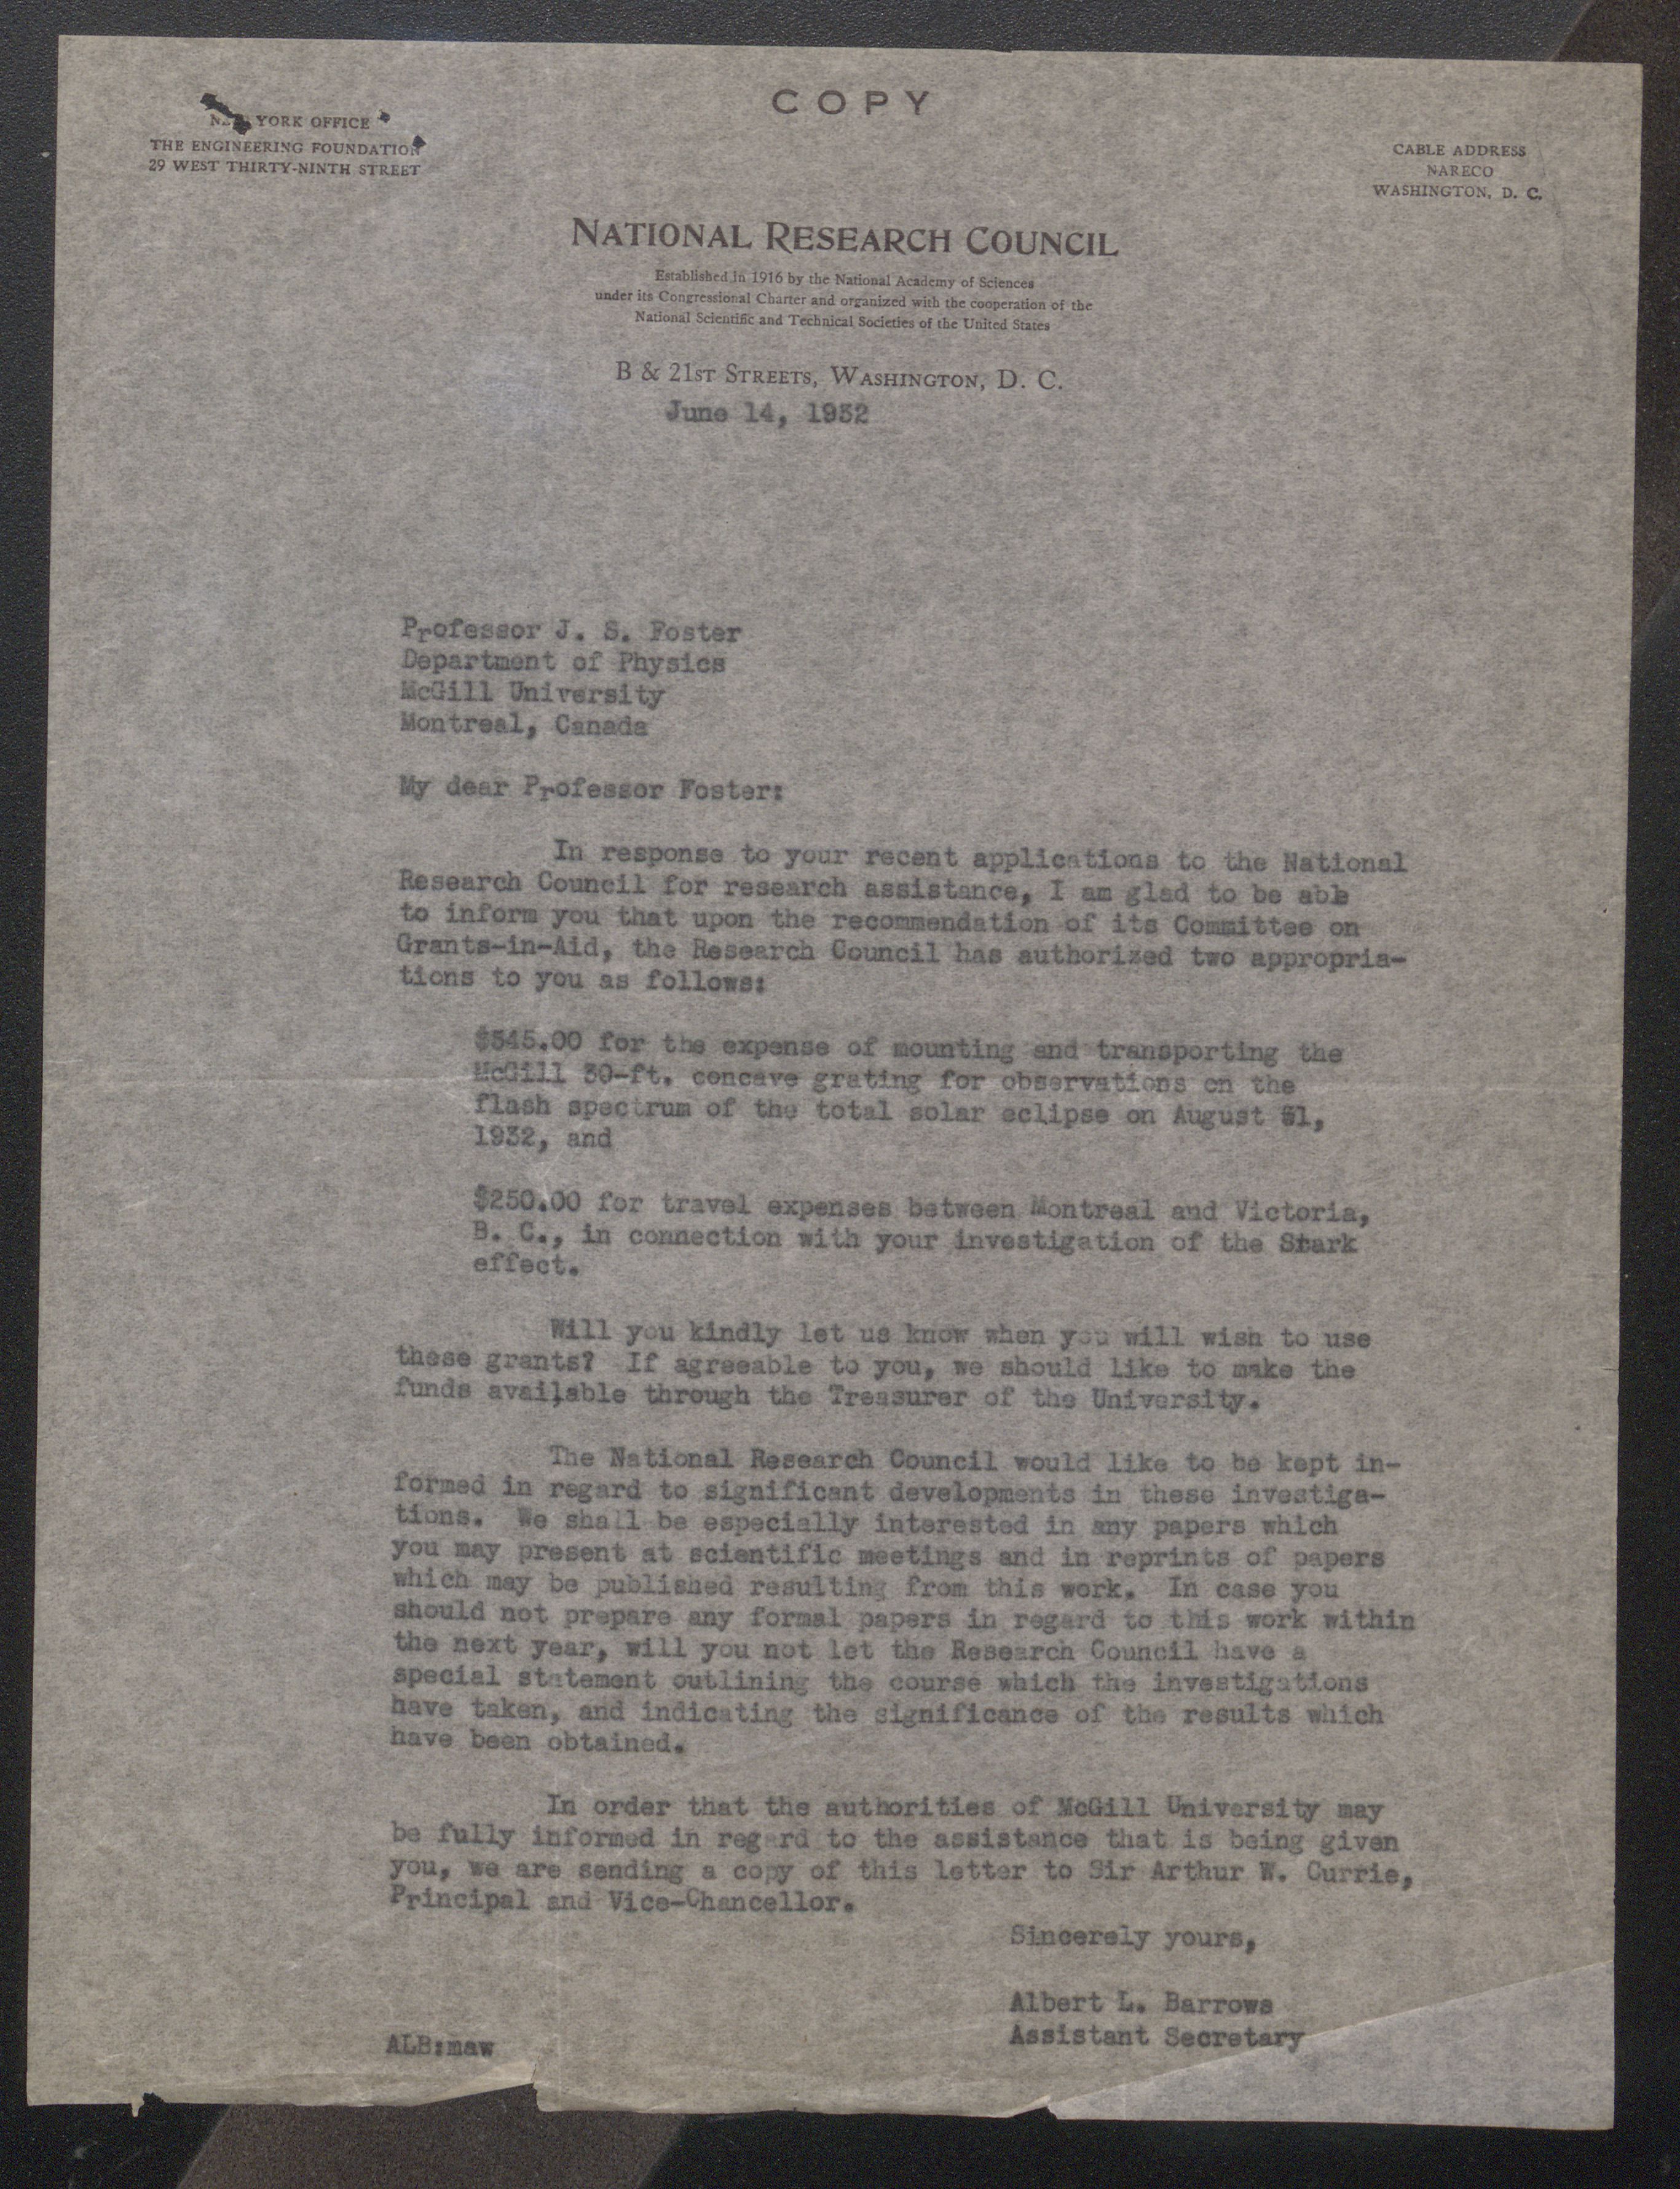 COPY
NEW YORK OFFICE
THE ENGINEERING FOUNDATION
29 WEST THIRTY-NINTH STREET
CABLE ADDRESS
NARECO
WASHINGTON, D. C.
NATIONAL RESEARCH COUNCIL
Established in 1916 by the National Academy of Sciences
under its Congressional Charter and organized with the cooperation of the
National Scientific and Technical Societies of the United States
B & 21ST STREETS, WASHINGTON, D. C.
June 14, 1932
Professor J. S. Foster
Department of Physics
McGill University
Montreal, Canada
My dear Professor Foster:
In response to your recent applications to the National
Research Council for research assistance, I am glad to be able
to inform you that upon the recommendation of its Committee on
Grants-in-Aid, the Research Council has authorized two appropria-
tions to you as follows:
$345.00 for the expense of mounting and transporting the
McGill 30-ft. concave grating for observations on the
flash spectrum of the total solar eclipse on August 31,
1932, and
$250.00 for travel expenses between Montreal and Victoria,
B. C., in connection with your investigation of the Stark
effect.
Will you kindly let us know when you will wish to use
these grants? If agreeable to you, we should like to make the
funds available through the Treasurer of the University.
The National Research Council would like to be kept in-
formed in regard to significant developments in these investiga-
tions. We shall be especially interested in any papers which
you may present at scientific meetings and in reprints of papers
which may be published resulting from this work. In case you
should not prepare any formal papers in regard to this work within
the next year, will you not let the Research Council have a
special statement outlining the course which the investigations
have taken, and indicating the significance of the results which
have been obtained.
In order that the authorities of McGill University may
be fully informed in regard to the assistance that is being given
you, we are sending a copy of this letter to Sir Arthur W. Currie,
Principal and Vice-Chancellor.
Sincerely yours,
Albert L. Barrows
Assistant Secretary
ALB:maw